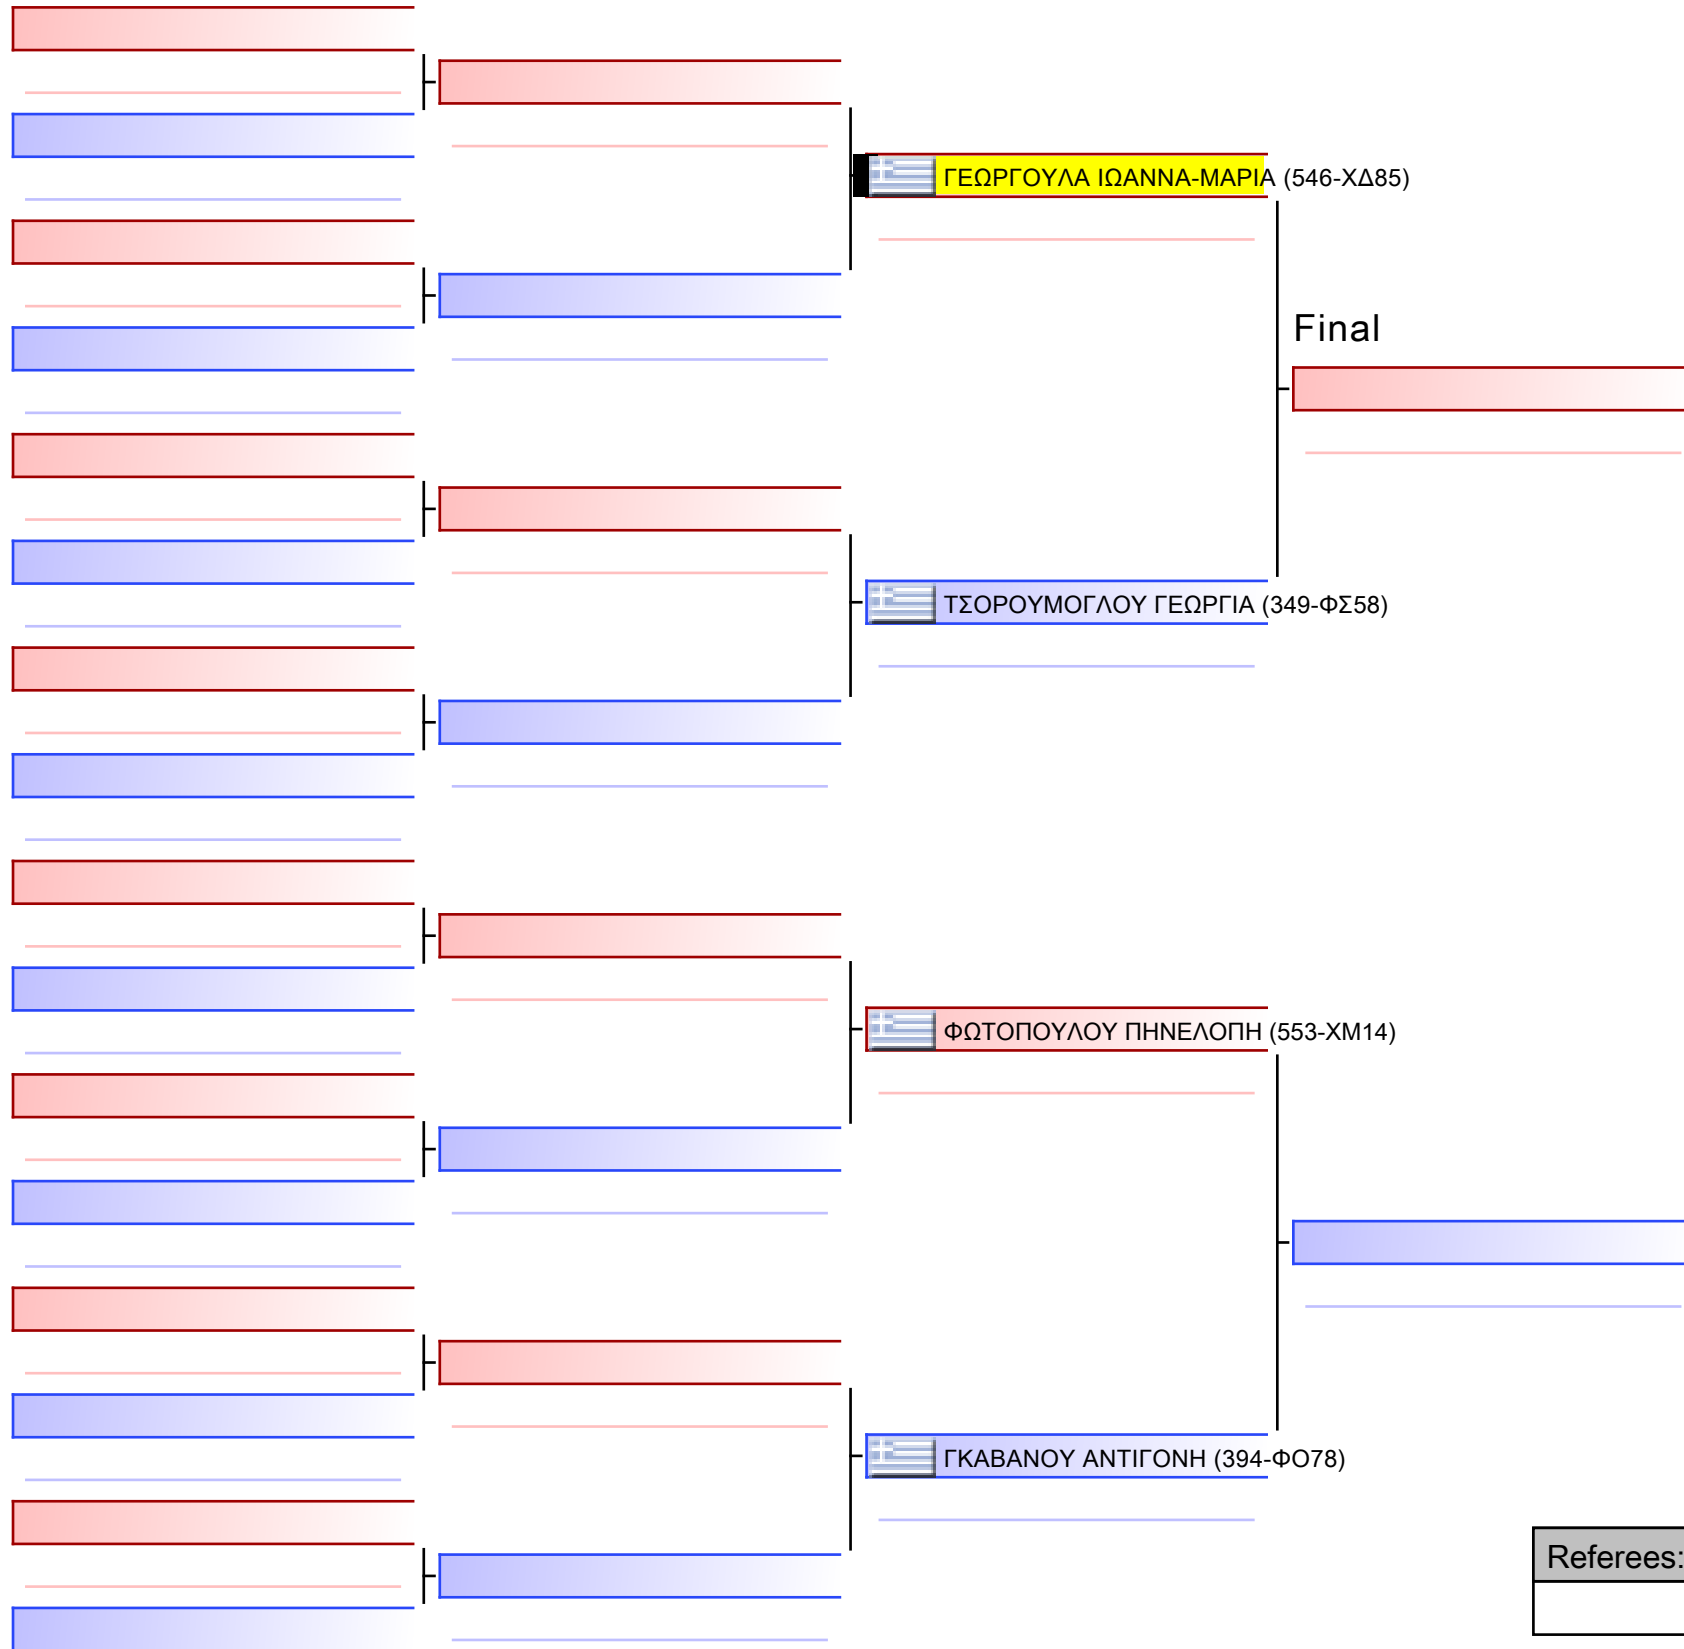 ΓΕΩΡΓΟΥΛΑ ΙΩΑΝΝΑ-ΜΑΡΙΑ (546-ΧΔ85)
Final
ΤΣΟΡΟΥΜΟΓΛΟΥ ΓΕΩΡΓΙΑ (349-ΦΣ58)
ΦΩΤΟΠΟΥΛΟΥ ΠΗΝΕΛΟΠΗ (553-ΧΜ14)
ΓΚΑΒΑΝΟΥ ΑΝΤΙΓΟΝΗ (394-ΦΟ78)
Referees: